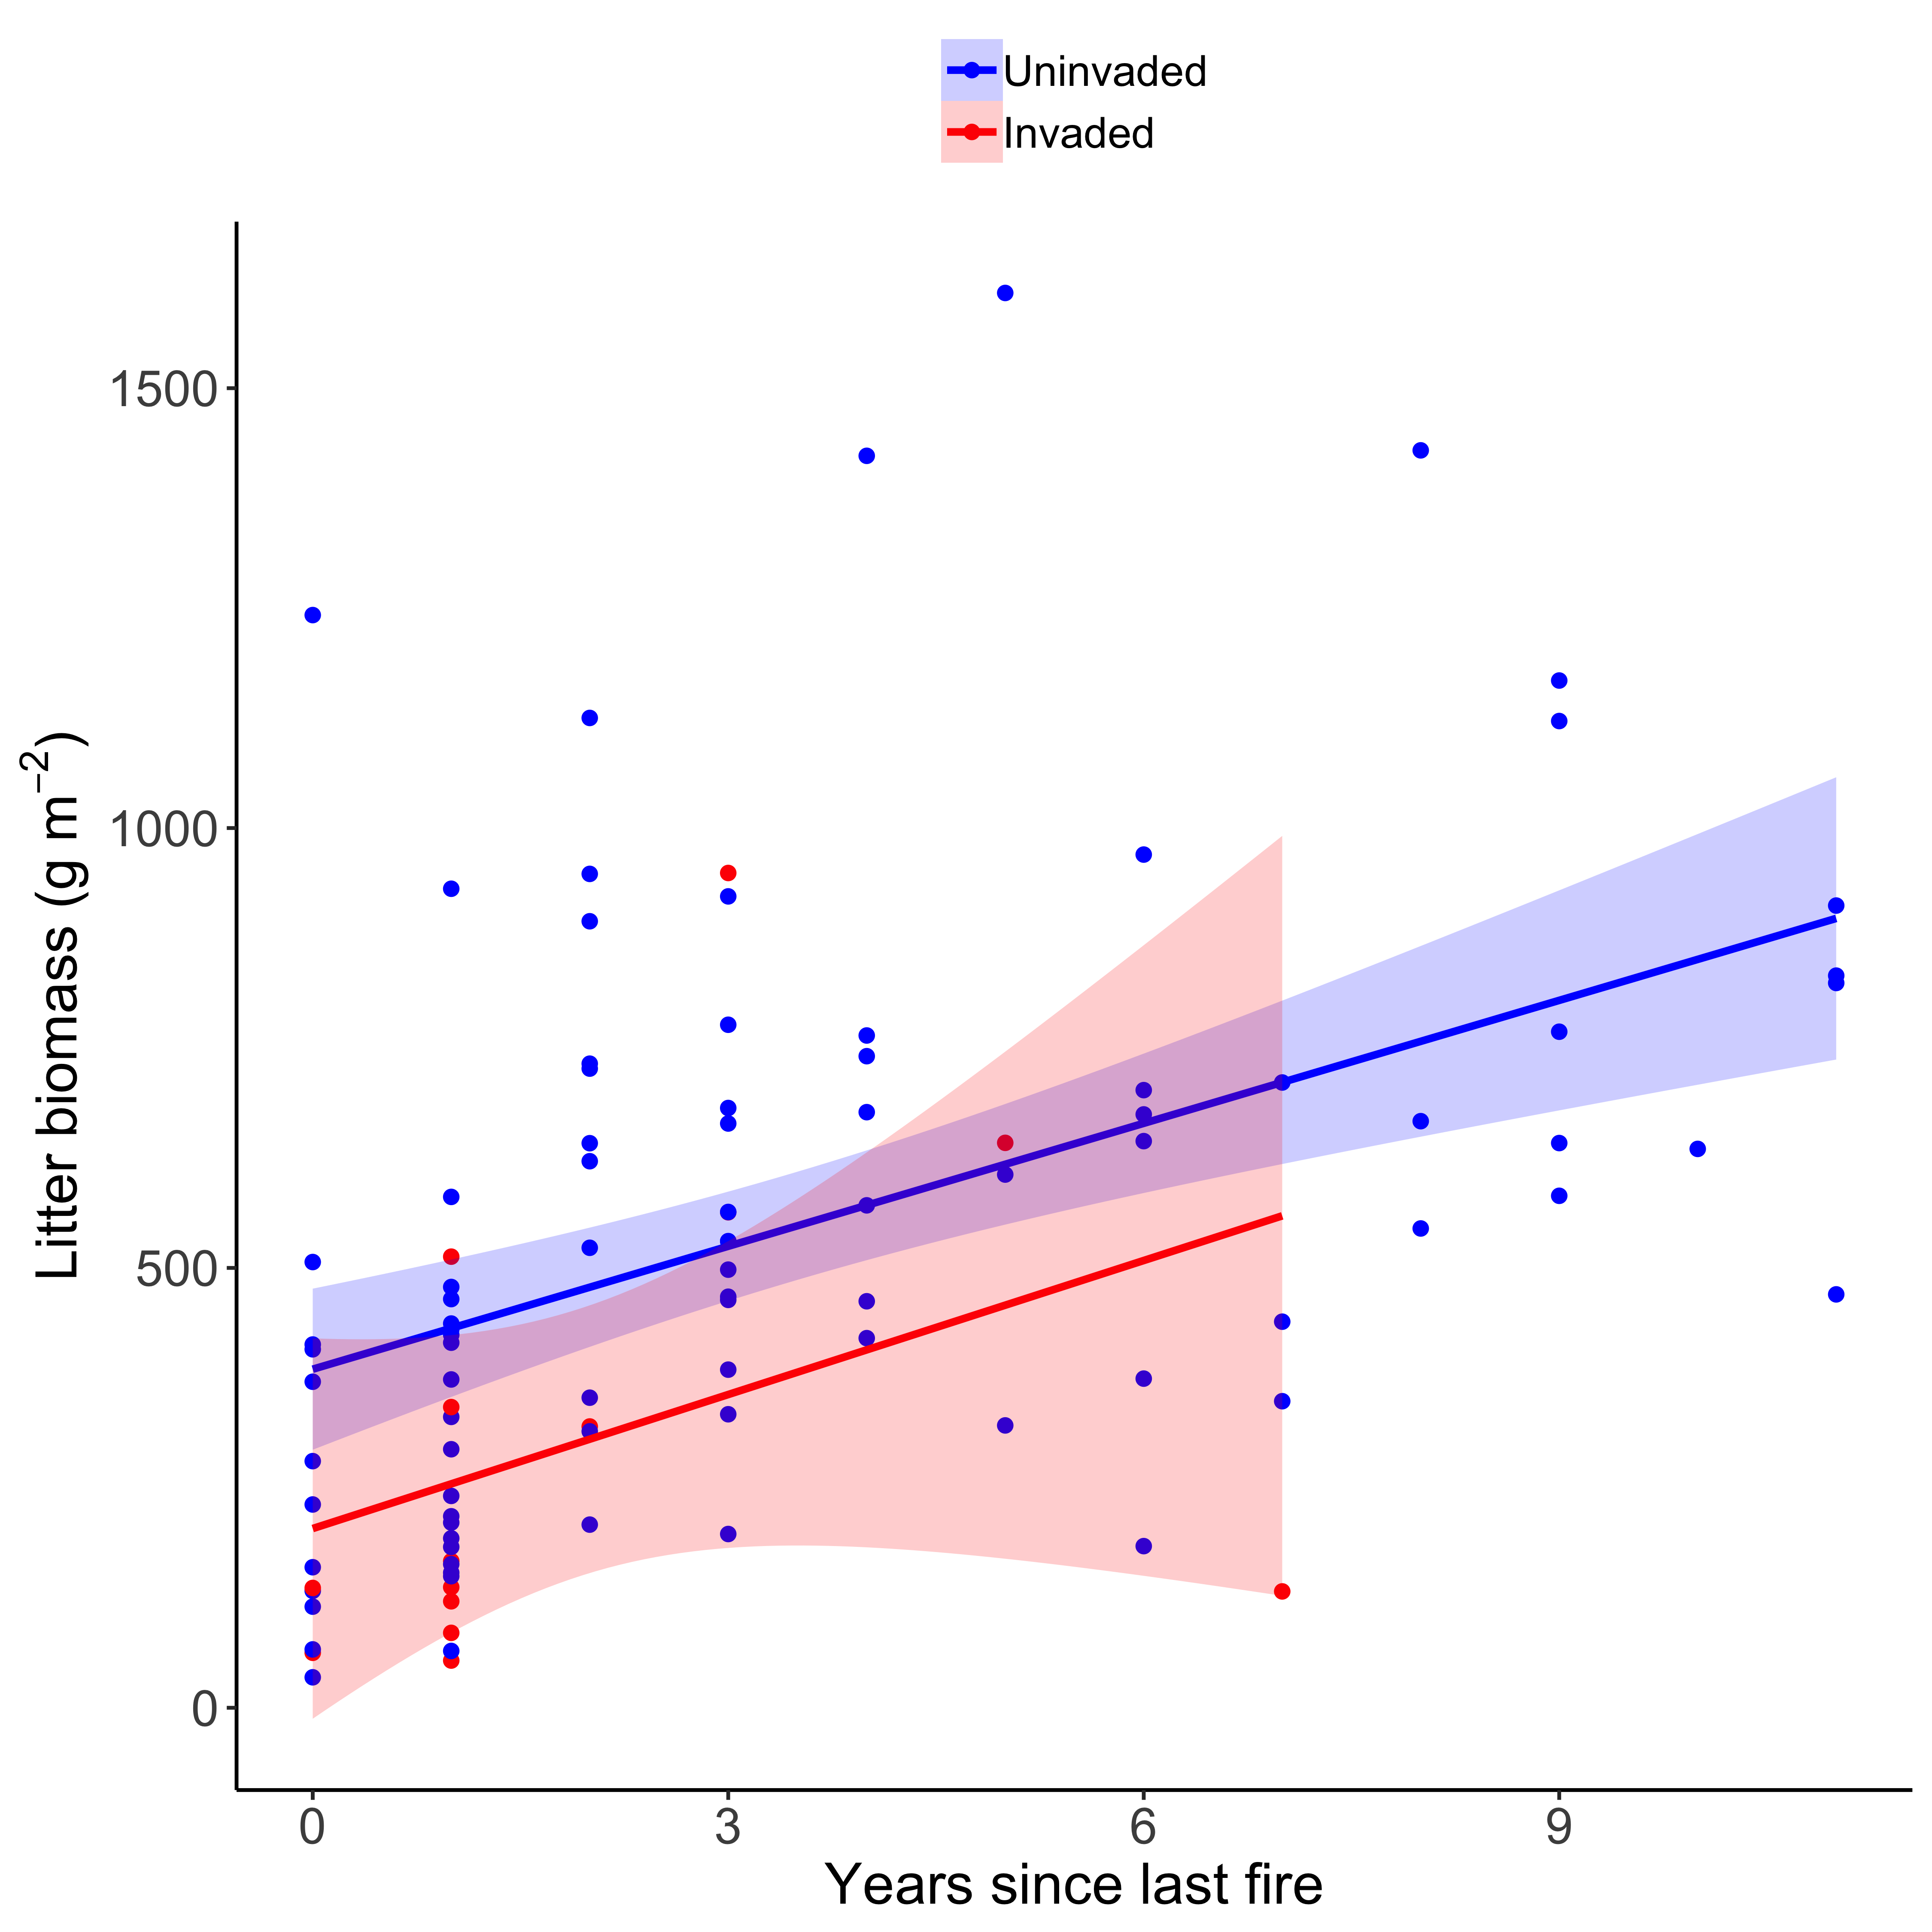 Uninvaded
Invaded
1500
1000
500
0
Litter biomass (g m⁻²)
0 3 6 9
Years since last fire